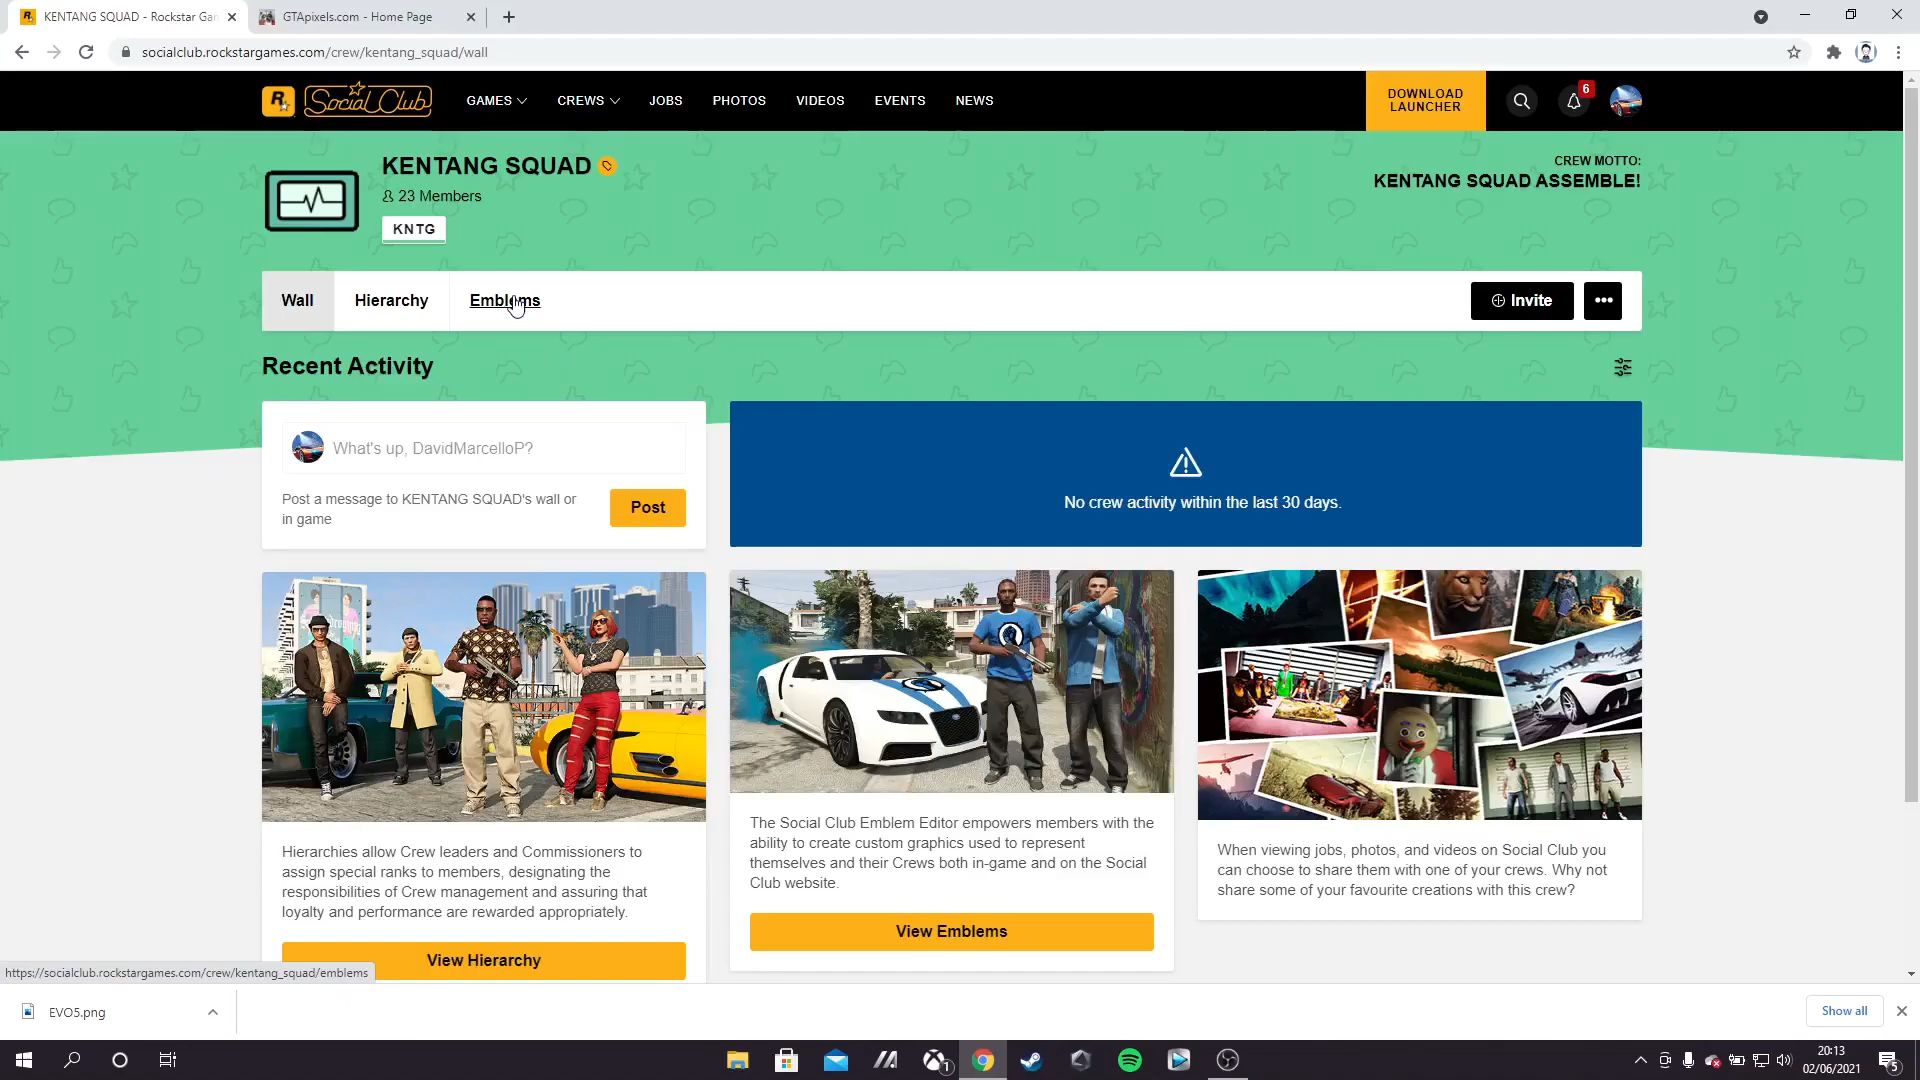 KENTANG SQUAD - Rockstar Gan
GTApixels.com - Home Page
socialclub.rockstargames.com/crew/kentang_squad/wall
R
Social Club
GAMES
CREWS
JOBS
PHOTOS
VIDEOS
EVENTS
NEWS
DOWNLOAD
LAUNCHER
6
KENTANG SQUAD
23 Members
KNTG
CREW MOTTO:
KENTANG SQUAD ASSEMBLE!
Wall
Hierarchy
Emblems
Invite
Recent Activity
What's up, DavidMarcelloP?
Post a message to KENTANG SQUAD's wall or
in game
Post
No crew activity within the last 30 days.
Hierarchies allow Crew leaders and Commissioners to
assign special ranks to members, designating the
responsibilities of Crew management and assuring that
loyalty and performance are rewarded appropriately.
View Hierarchy
The Social Club Emblem Editor empowers members with the
ability to create custom graphics used to represent
themselves and their Crews both in-game and on the Social
Club website.
View Emblems
When viewing jobs, photos, and videos on Social Club you
can choose to share them with one of your crews. Why not
share some of your favourite creations with this crew?
https://socialclub.rockstargames.com/crew/kentang_squad/emblems
EVO5.png
Show all
1
20:13
02/06/2021
5